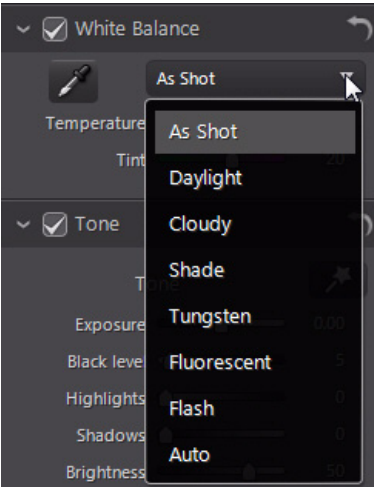 White Balance
As Shot
Temperature
As Shot
Tint
20
Daylight
Tone
Cloudy
Shade
Tone
Tungsten
Exposure
0.00
Fluorescent
Black level
5
Highlights
0
Flash
Shadows
0
Auto
Brightness
50